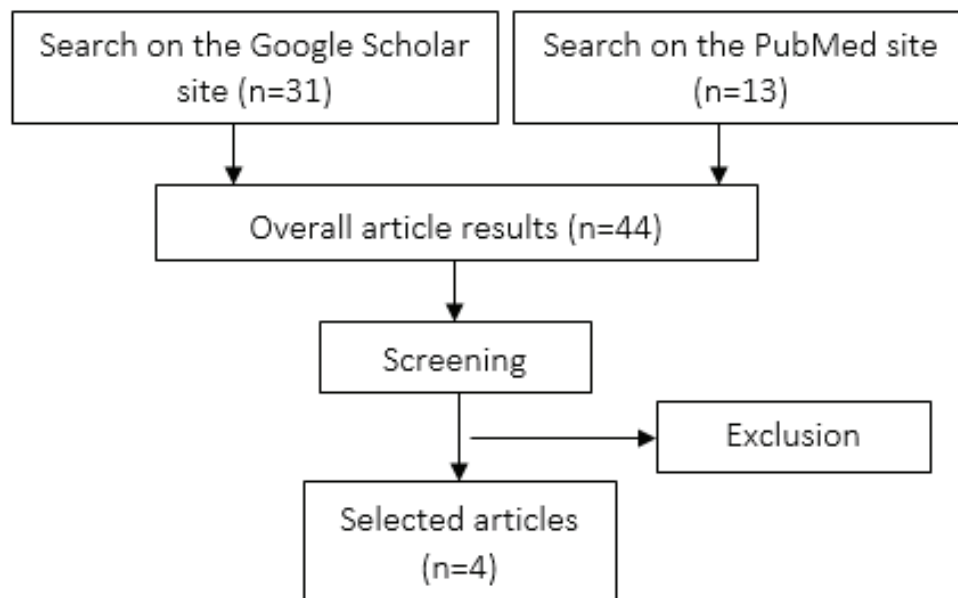 Search on the Google Scholar
site (n=31)
Search on the PubMed site
(n=13)
Overall article results (n=44)
Screening
Exclusion
Selected articles
(n=4)